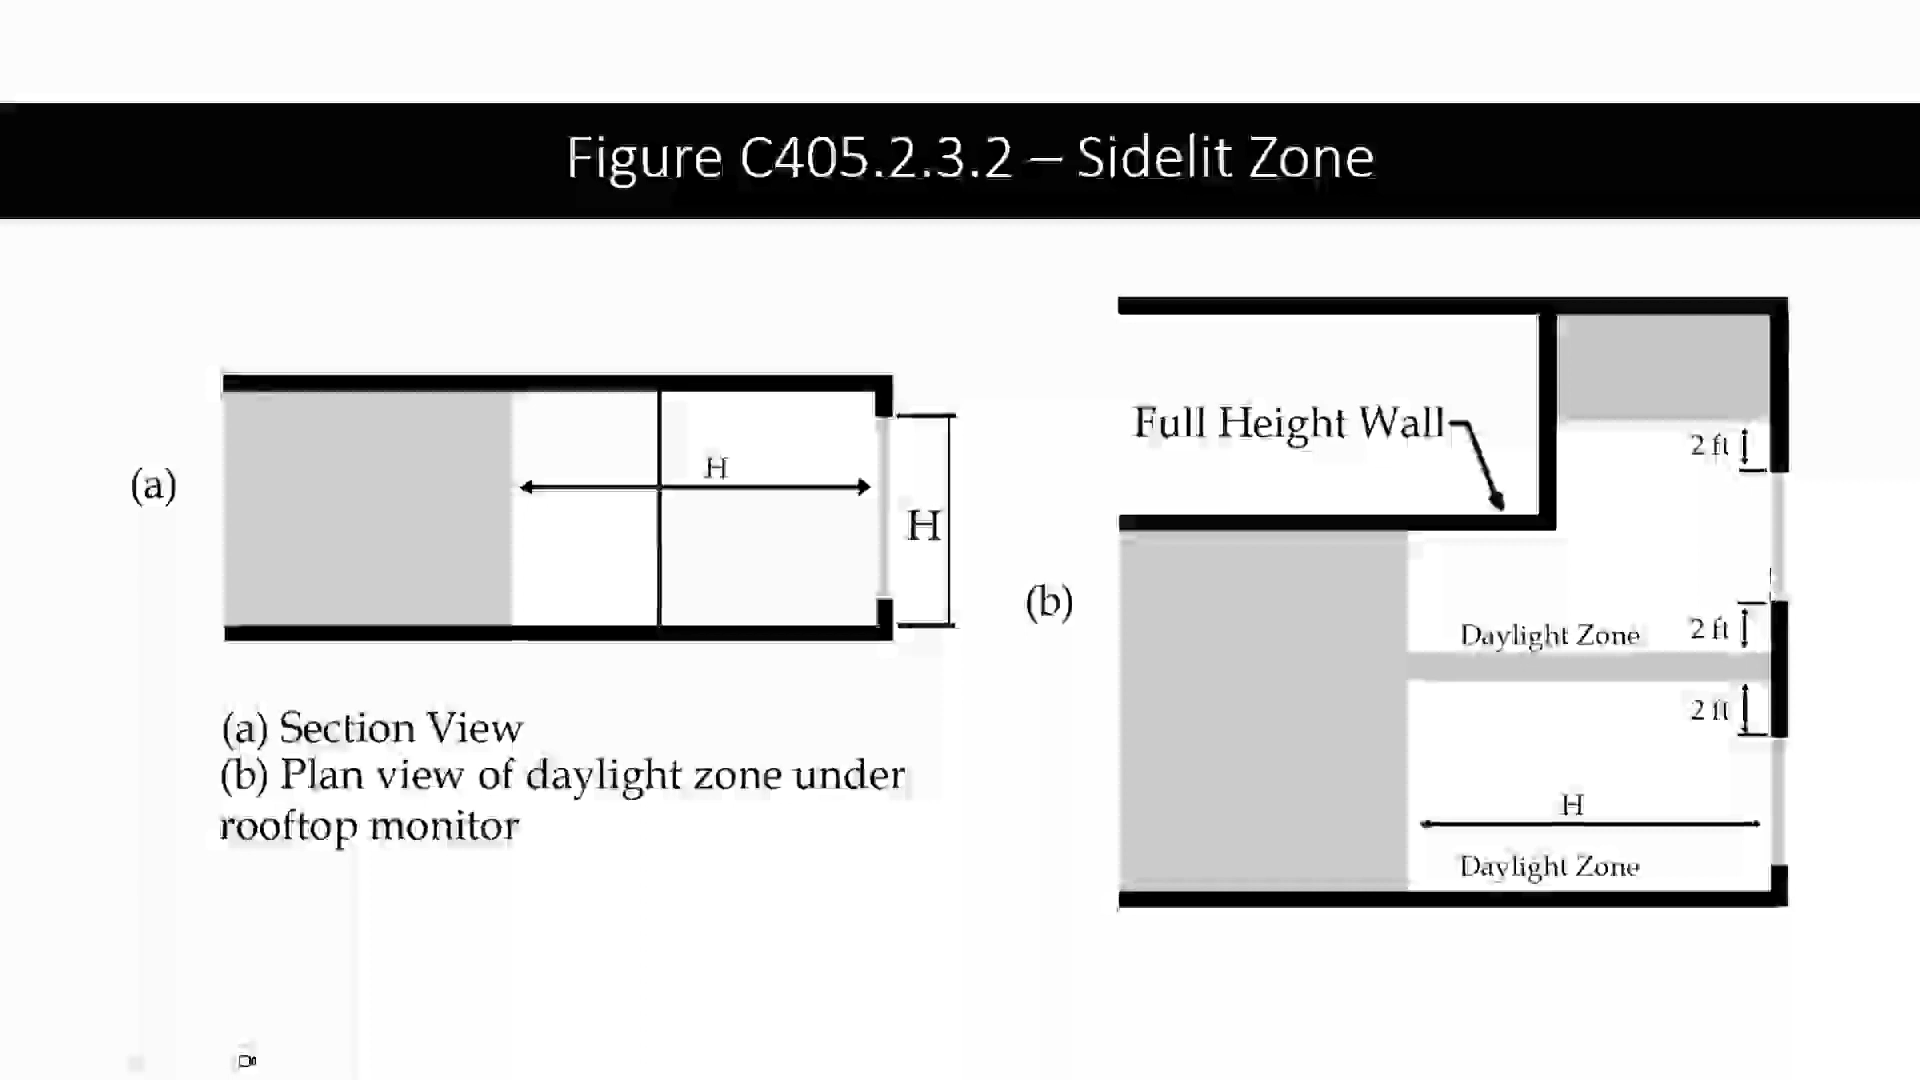 Figure C405.2.3.2 – Sidelit Zone
(a)
H
H
(a) Section View
(b) Plan view of daylight zone under
rooftop monitor
(b)
Full Height Wall
2 ft
Daylight Zone
2 ft
2 ft
H
Daylight Zone